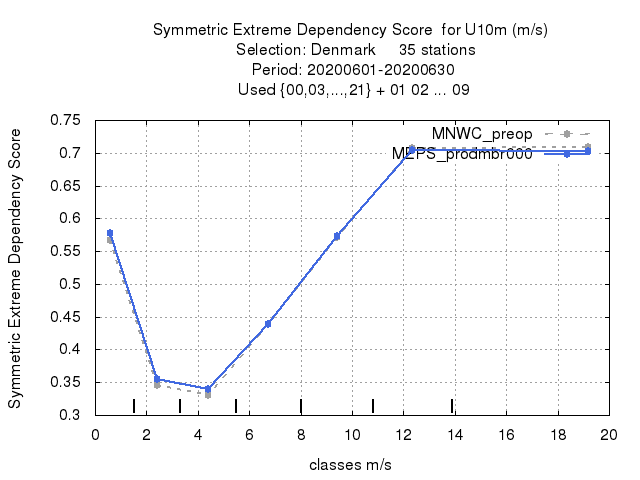 Symmetric Extreme Dependency Score  for U10m (m/s)
Selection: Denmark     35 stations
Period: 20200601-20200630
Used {00,03,...,21} + 01 02 ... 09
Symmetric Extreme Dependency Score
0.75
0.7
0.65
0.6
0.55
0.5
0.45
0.4
0.35
0.3
MNWC_preop
MEPS_prodmbr000
0 2 4 6 8 10 12 14 16 18 20
classes m/s